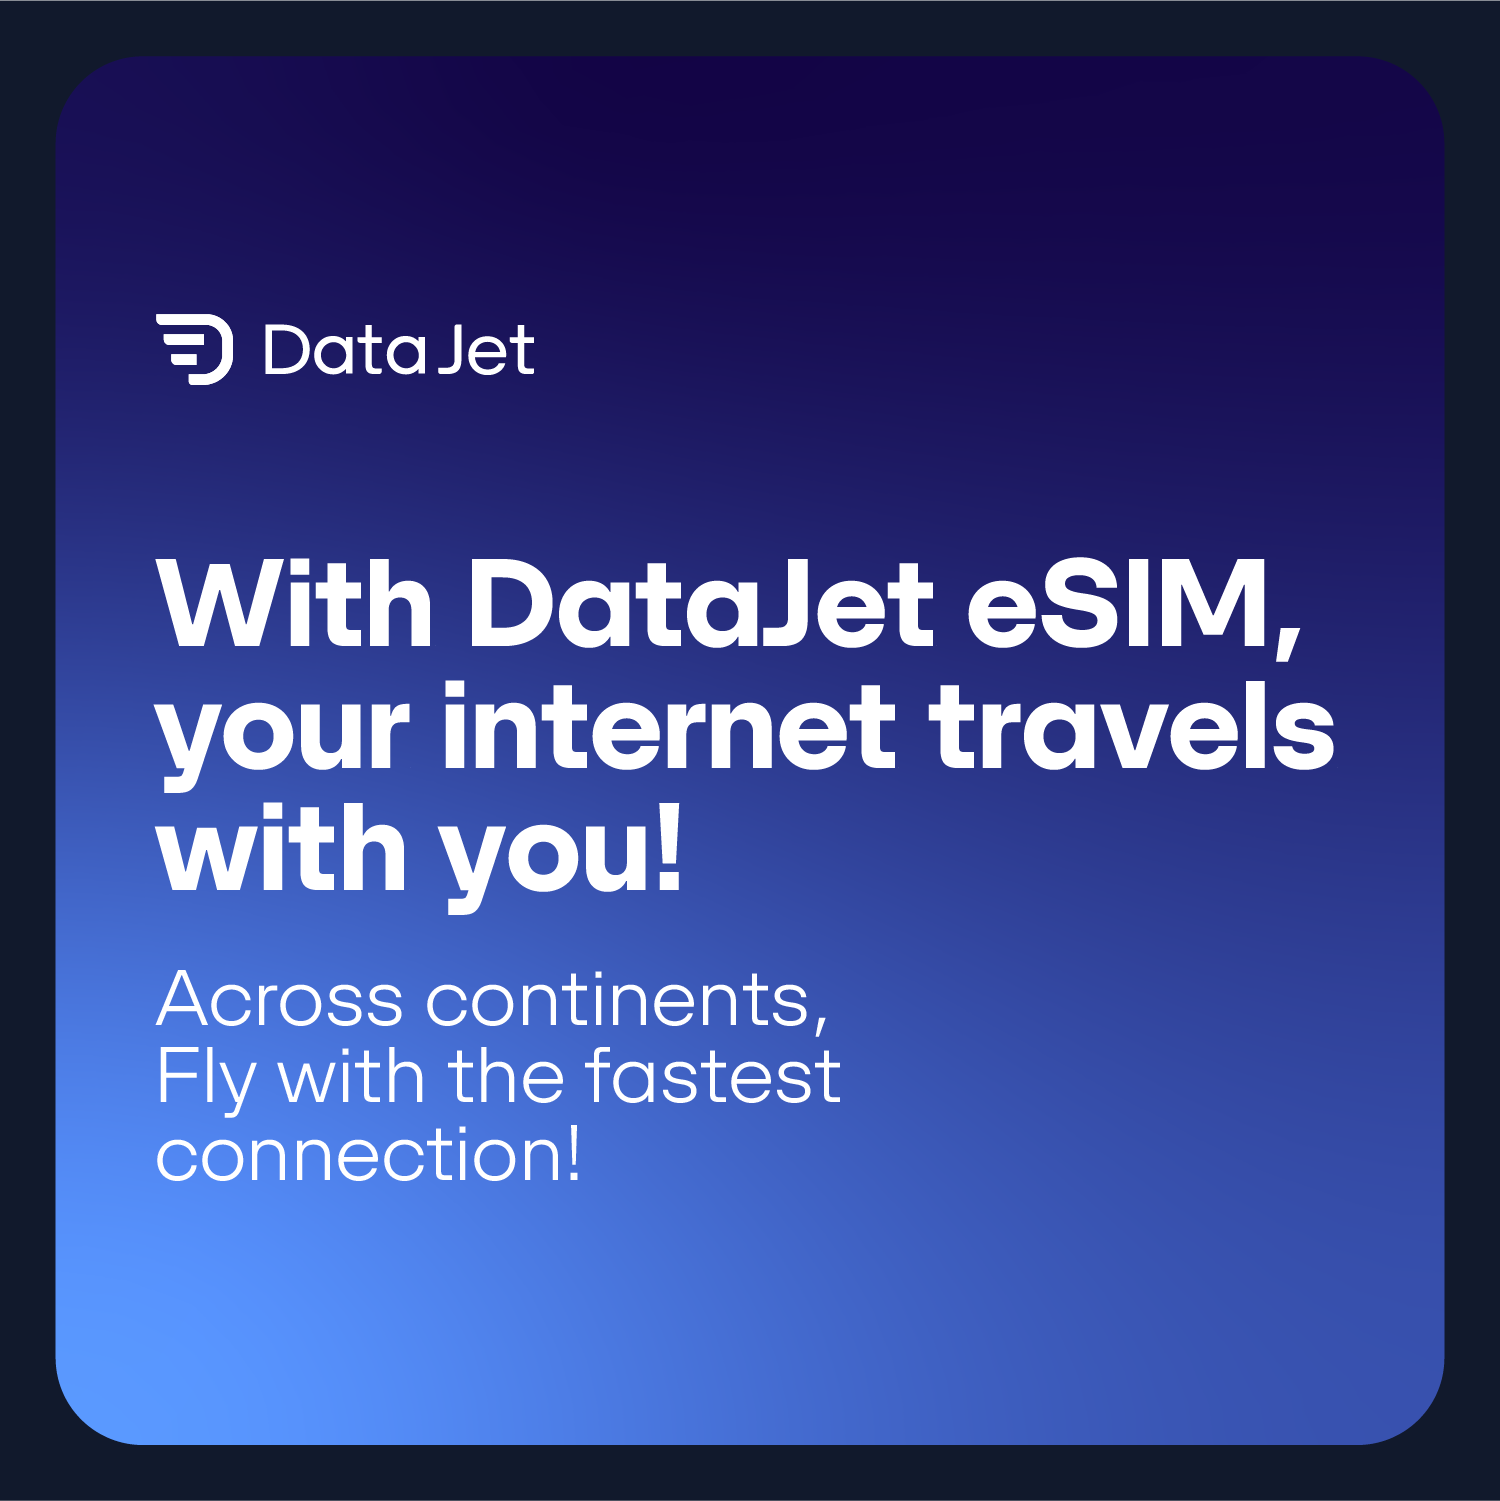 Data Jet
With DataJet eSIM,
your internet travels
with you!
Across continents,
Fly with the fastest
connection!